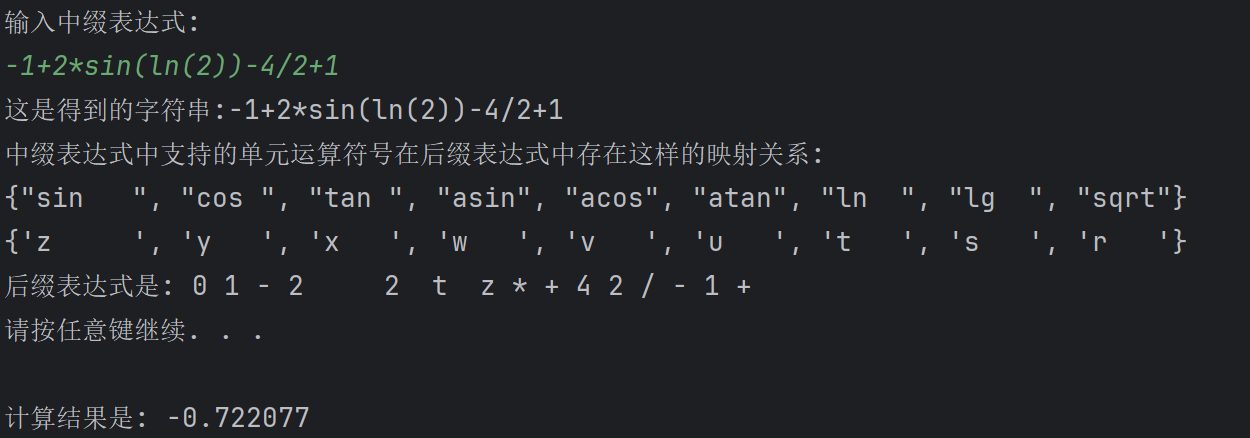 输入中缀表达式:
-1+2*sin(ln(2))-4/2+1
这是得到的字符串:-1+2*sin(ln(2))-4/2+1
中缀表达式中支持的单元运算符号在后缀表达式中存在这样的映射关系:
{"sin   ", "cos ", "tan ", "asin", "acos", "atan", "ln  ", "lg  ", "sqrt"}
{'z     ', 'y   ', 'x   ', 'w   ', 'v   ', 'u   ', 't   ', 's   ', 'r   '}
后缀表达式是: 0 1 - 2     2  t  z * + 4 2 / - 1 +
请按任意键继续. . .
计算结果是: -0.722077